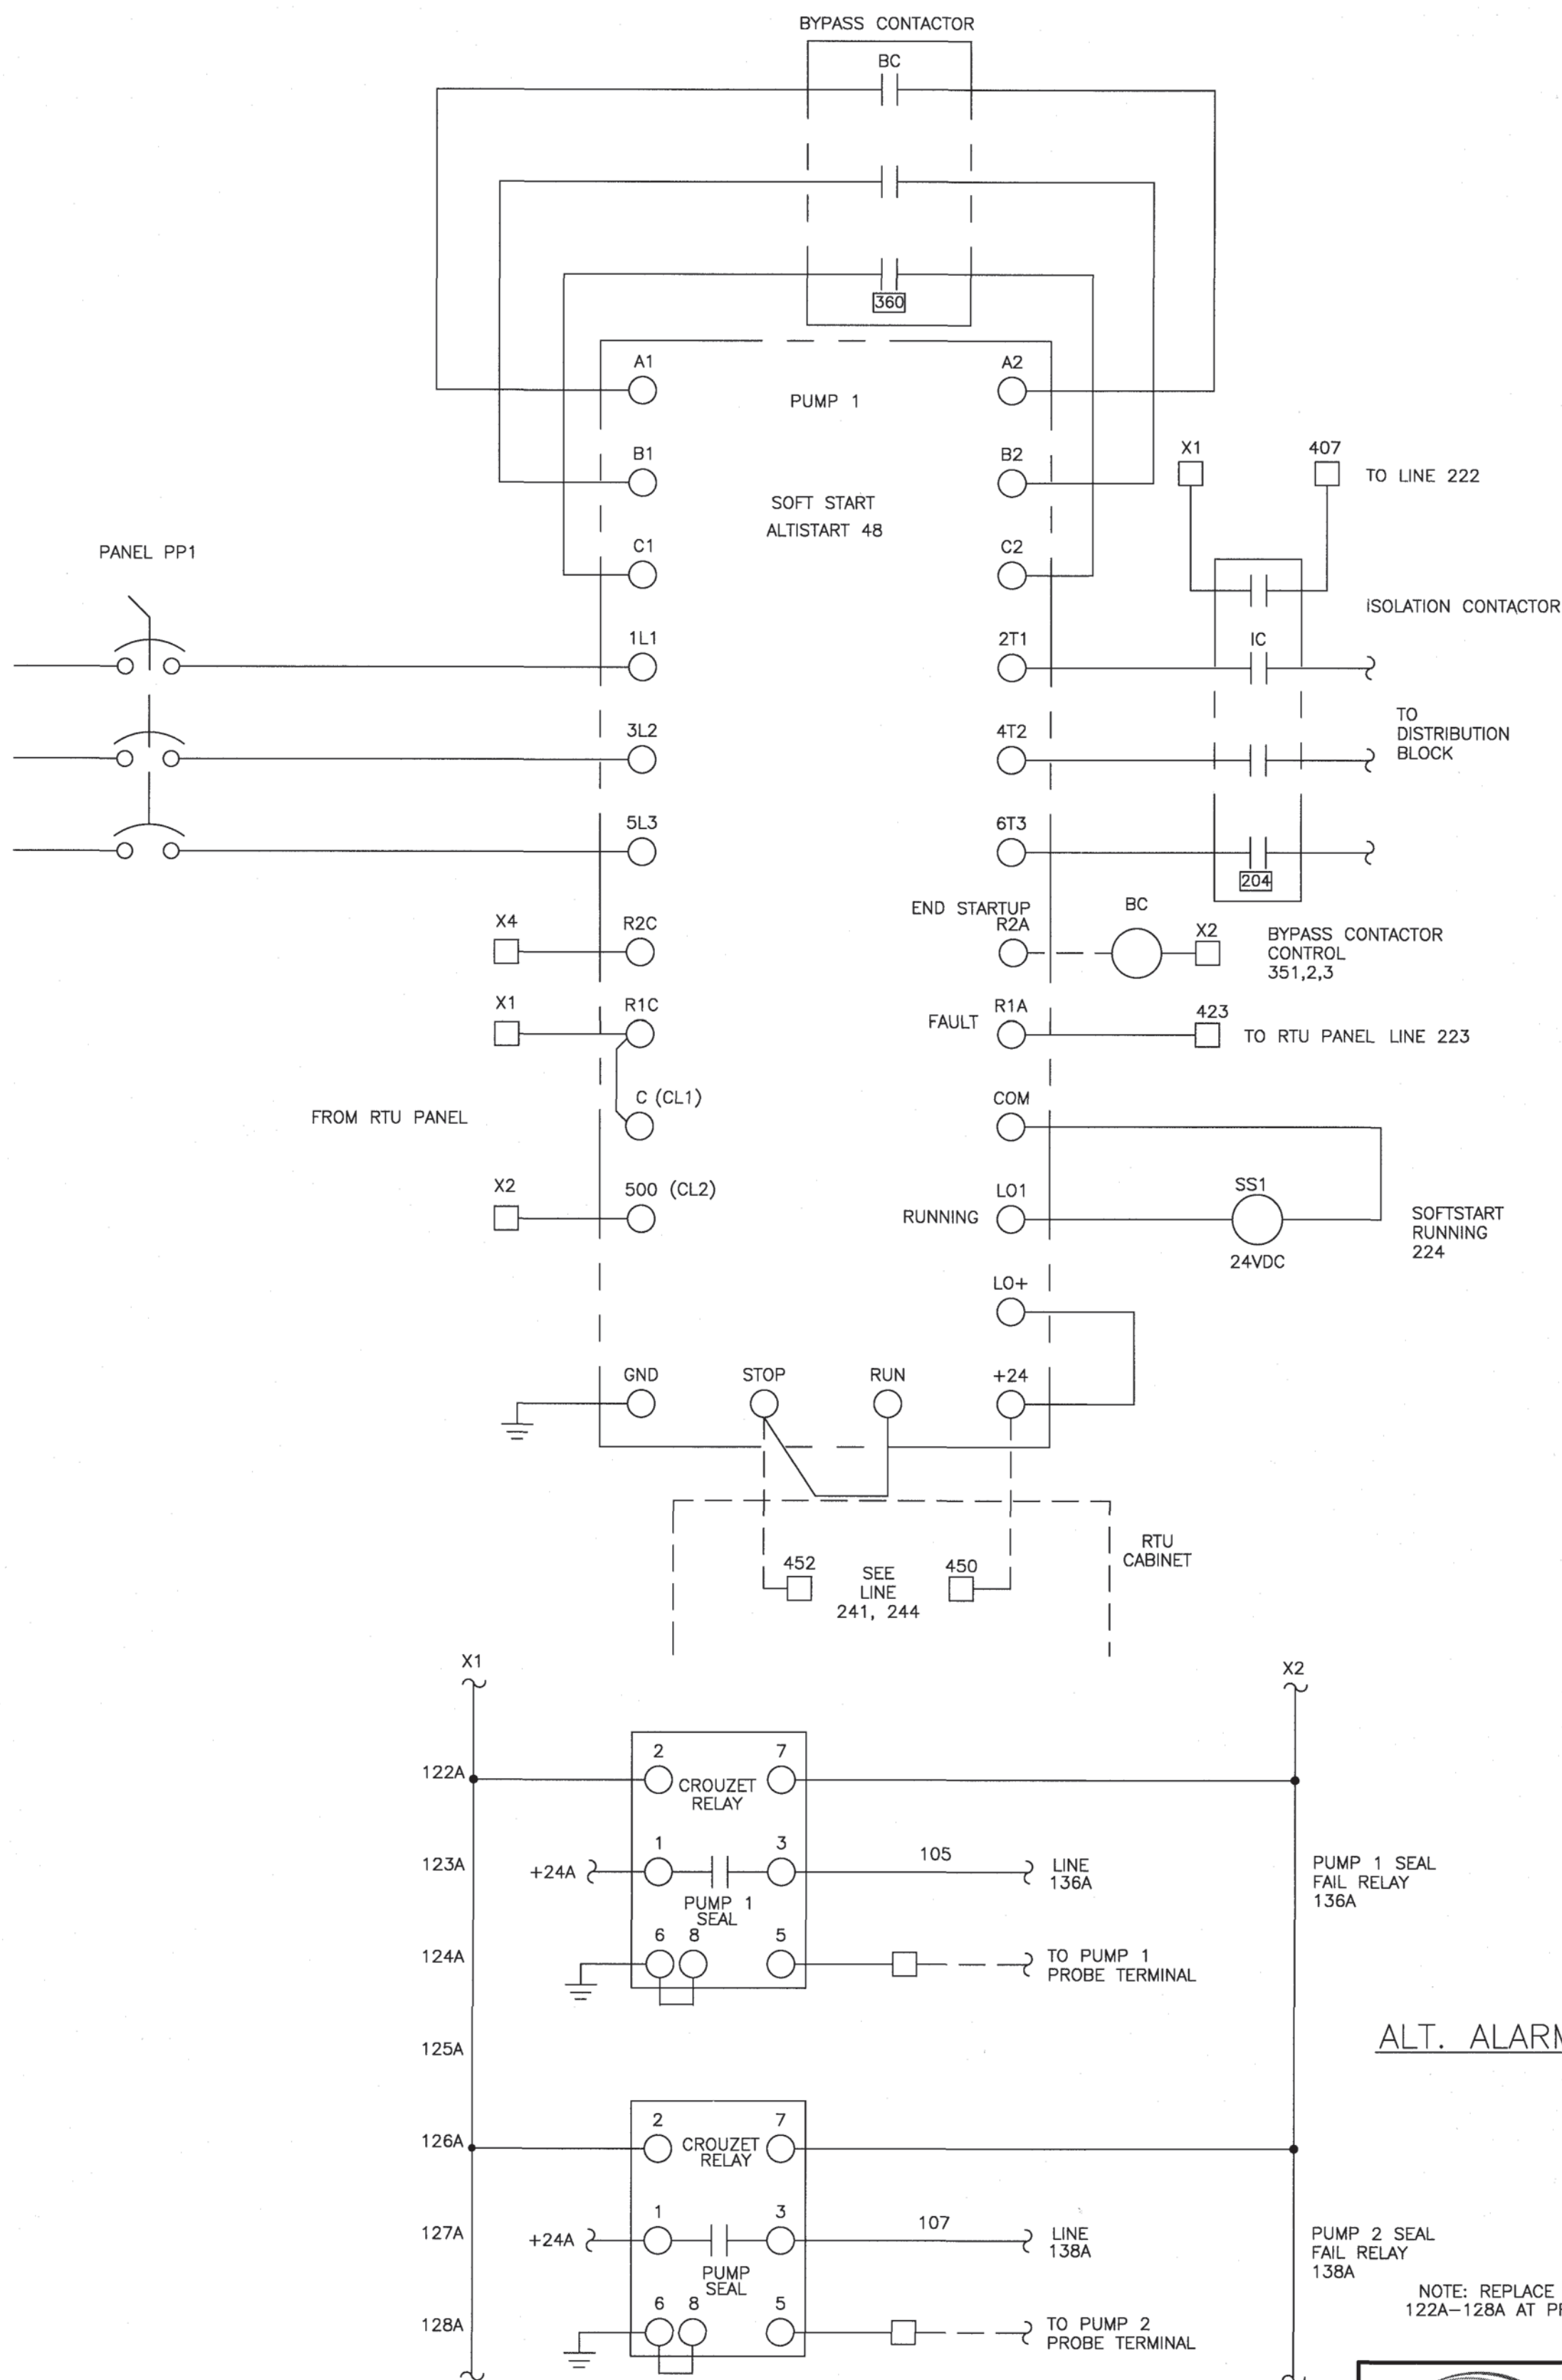 BYPASS CONTACTOR
BC
360
A1
A2
PUMP 1
B1
B2
X1
407
TO LINE 222
SOFT START
ALTISTART 48
C1
C2
PANEL PP1
ISOLATION CONTACTOR
1L1
2T1
IC
3L2
4T2
TO
DISTRIBUTION
BLOCK
5L3
6T3
204
END STARTUP
BC
X4
R2C
R2A
X2
BYPASS CONTACTOR
CONTROL
351,2,3
X1
R1C
FAULT
R1A
423
TO RTU PANEL LINE 223
FROM RTU PANEL
C (CL1)
COM
X2
500 (CL2)
RUNNING
LO1
SS1
24VDC
SOFTSTART
RUNNING
224
LO+
GND
STOP
RUN
+24
RTU
CABINET
452
SEE
LINE
241, 244
450
X1
X2
122A
2
7
CROUZET
RELAY
123A
+24A
1
3
105
LINE
136A
PUMP 1 SEAL
FAIL RELAY
136A
PUMP 1
SEAL
124A
6
8
5
TO PUMP 1
PROBE TERMINAL
125A
ALT. ALARM
126A
2
7
CROUZET
RELAY
127A
+24A
1
3
107
LINE
138A
PUMP 2 SEAL
FAIL RELAY
138A
PUMP
SEAL
NOTE: REPLACE
122A-128A AT
128A
6
8
5
TO PUMP 2
PROBE TERMINAL